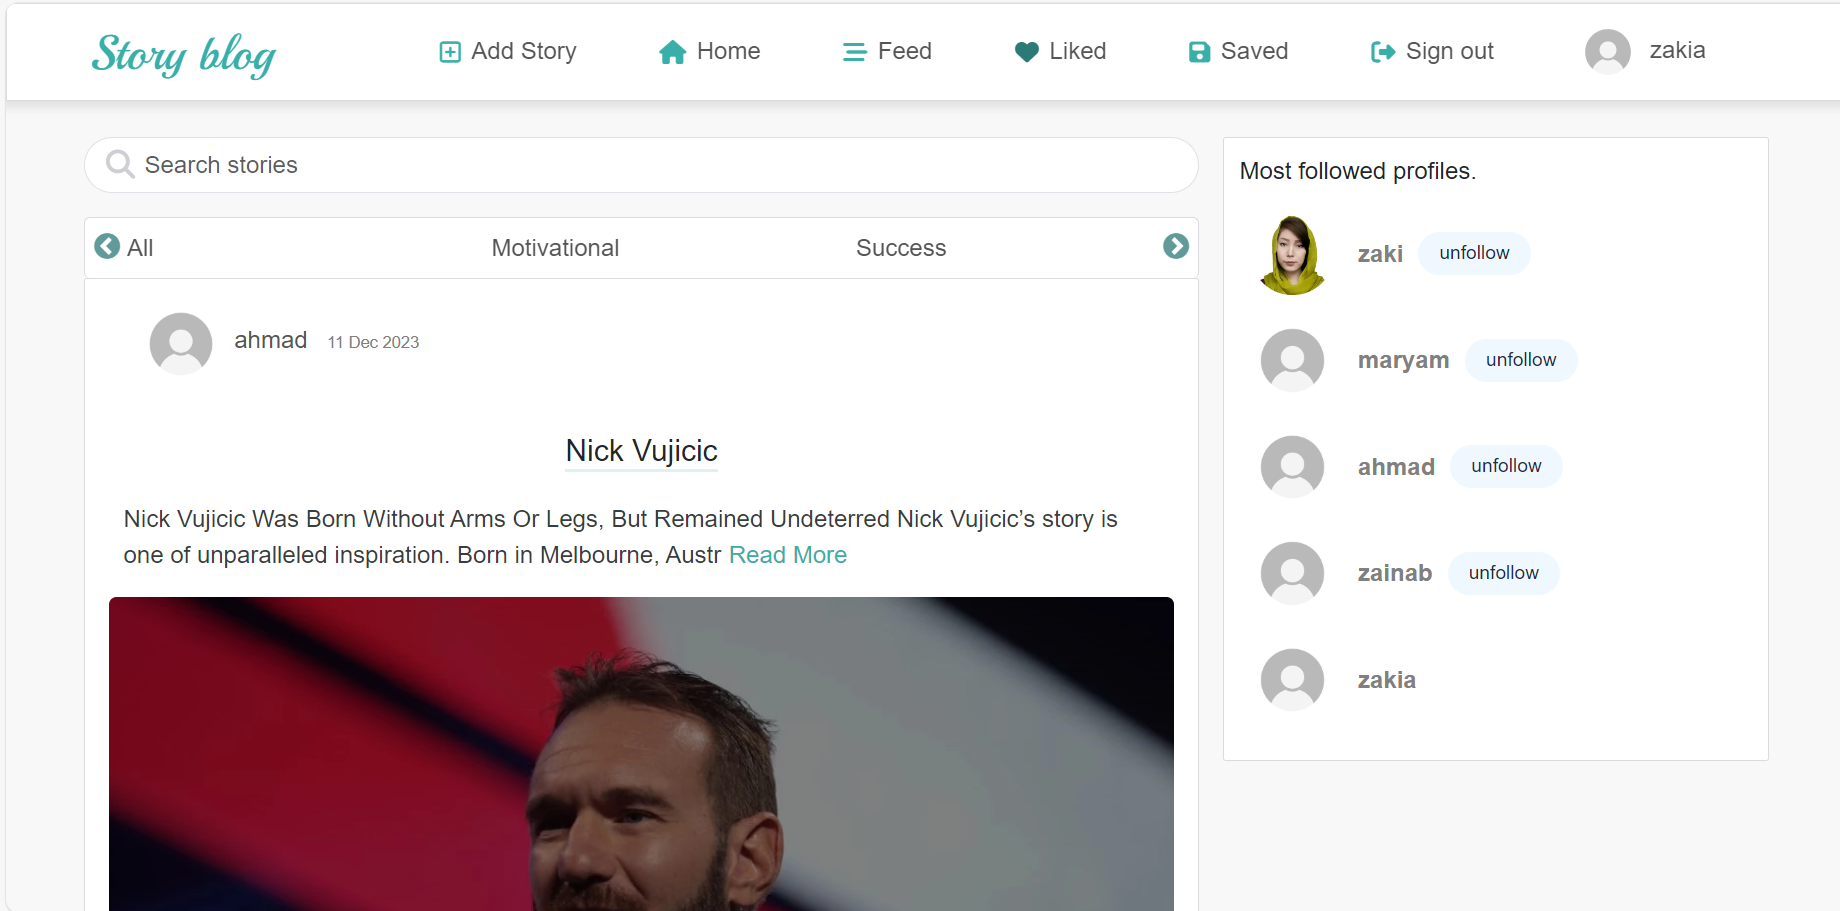 Story blog
Add Story
Home
Feed
Liked
Saved
Sign out
zakia
Search stories
All
Motivational
Success
ahmad 11 Dec 2023
Nick Vujicic
Nick Vujicic Was Born Without Arms Or Legs, But Remained Undeterred Nick Vujicic’s story is
one of unparalleled inspiration. Born in Melbourne, Austr Read More
Most followed profiles.
zaki unfollow
maryam unfollow
ahmad unfollow
zainab unfollow
zakia